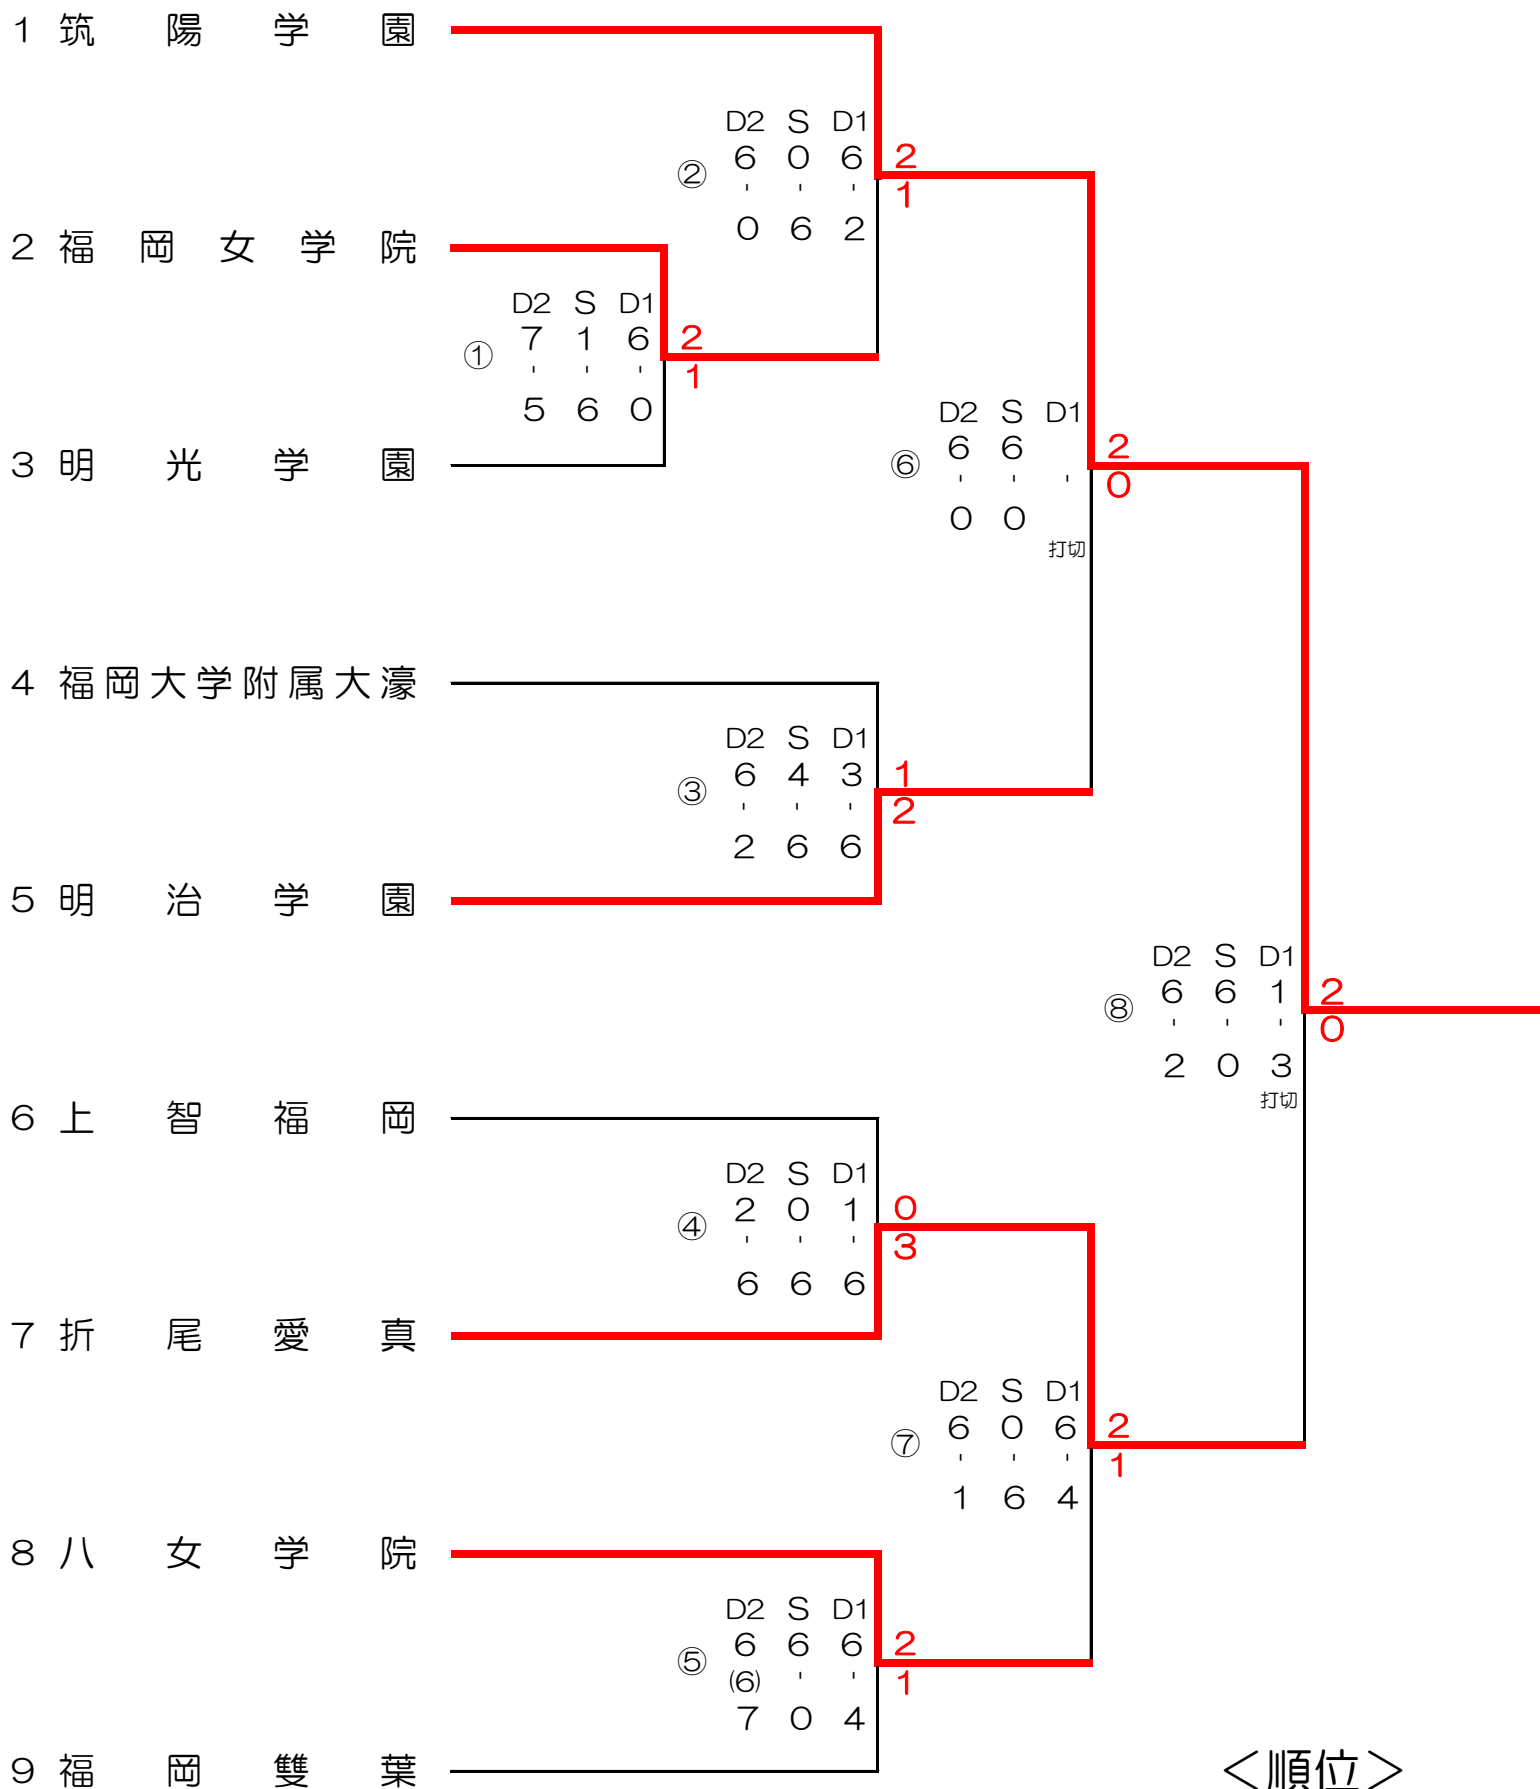 1 筑陽学園
D2 S D1
② 6 0 6 2
- - - 1
0 6 2
2 福岡女学院
D2 S D1
① 7 1 6 2
- - - 1
5 6 0
D2 S D1
3 明光学園
⑥ 6 6 2
- - - 0
0 0
打切
4 福岡大学附属大濠
D2 S D1
③ 6 4 3 1
- - - 2
2 6 6
5 明治学園
D2 S D1
⑧ 6 6 1 2
- - - 0
2 0 3
打切
6 上智福岡
D2 S D1
④ 2 0 1 0
- - - 3
6 6 6
7 折尾愛真
D2 S D1
⑦ 6 0 6 2
- - - 1
1 6 4
8 八女学院
D2 S D1
⑤ 6 6 6 2
(6) - - 1
7 0 4
9 福岡雙葉
＜順位＞